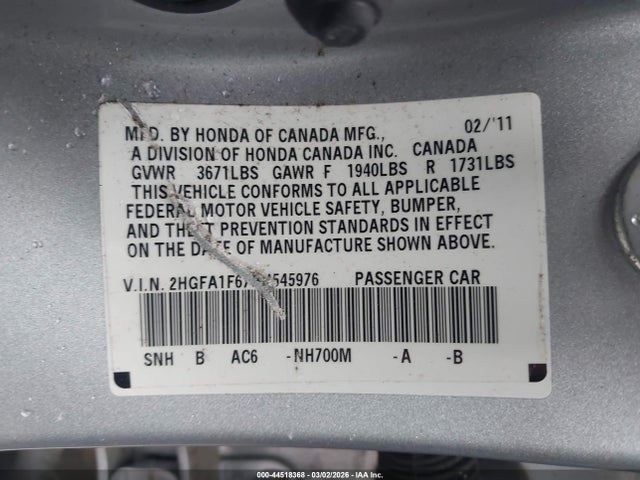 02/'11
MFD. BY HONDA OF CANADA MFG.,
A DIVISION OF HONDA CANADA INC. CANADA
GVWR 3671LBS GAWR F 1940LBS R 1731LBS
THIS VEHICLE CONFORMS TO ALL APPLICABLE
FEDERAL MOTOR VEHICLE SAFETY, BUMPER,
AND THEFT PREVENTION STANDARDS IN EFFECT
ON THE DATE OF MANUFACTURE SHOWN ABOVE.
V.I.N. PASSENGER CAR
SNH B AC6 -NH700M -A -B
000-44518368 - 03/02/2026 - IAA Inc.